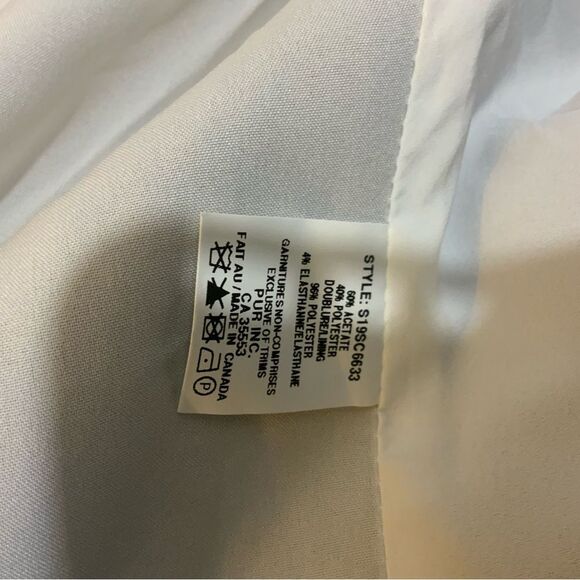 STYLE: S19SC6633
60% ACETATE
40% POLYESTER
DOUBLURE/LINING
96% POLYESTER
4% ELASTHANNE/ELASTHANE
GARNITURES NON-COMPRISES
EXCLUSIVE OF TRIMS
PUR INC.
CA 35553
FAIT AU / MADE IN CANADA
P